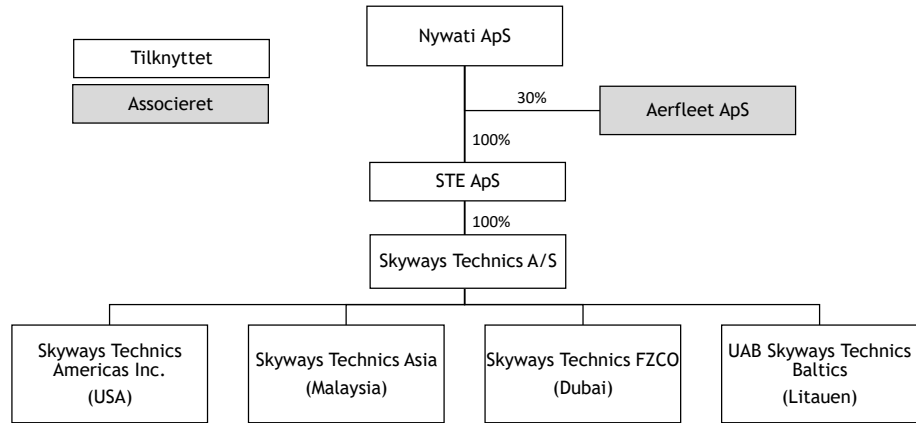 Nywati ApS
Tilknyttet
Associeret
30%
Aerfleet ApS
100%
STE ApS
100%
Skyways Technics A/S
Skyways Technics
Americas Inc.
(USA)
Skyways Technics Asia
(Malaysia)
Skyways Technics FZCO
(Dubai)
UAB Skyways Technics
Baltics
(Litauen)